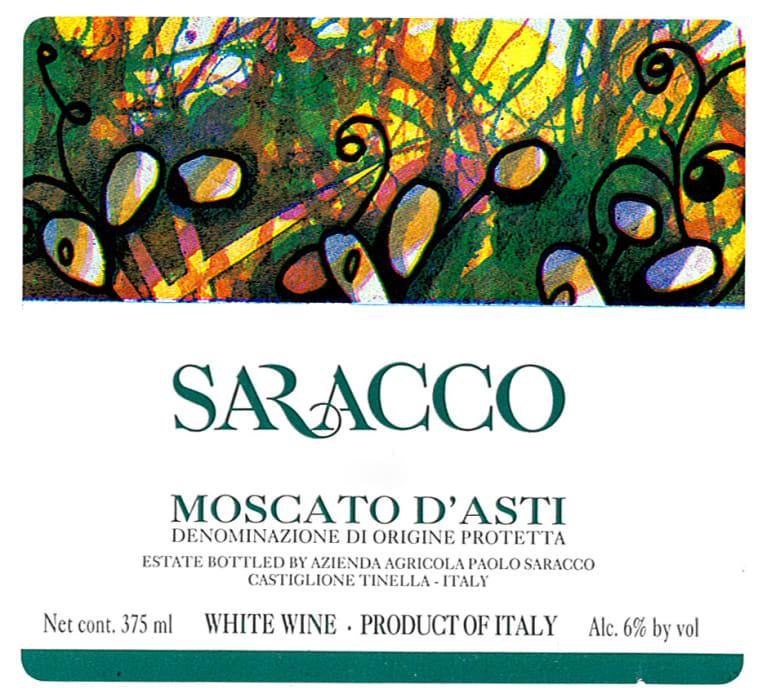 SARACCO
MOSCATO D'ASTI
DENOMINAZIONE DI ORIGINE PROTETTA
ESTATE BOTTLED BY AZIENDA AGRICOLA PAOLO SARACCO
CASTIGLIONE TINELLA - ITALY
Net cont. 375 ml WHITE WINE · PRODUCT OF ITALY Alc. 6% by vol